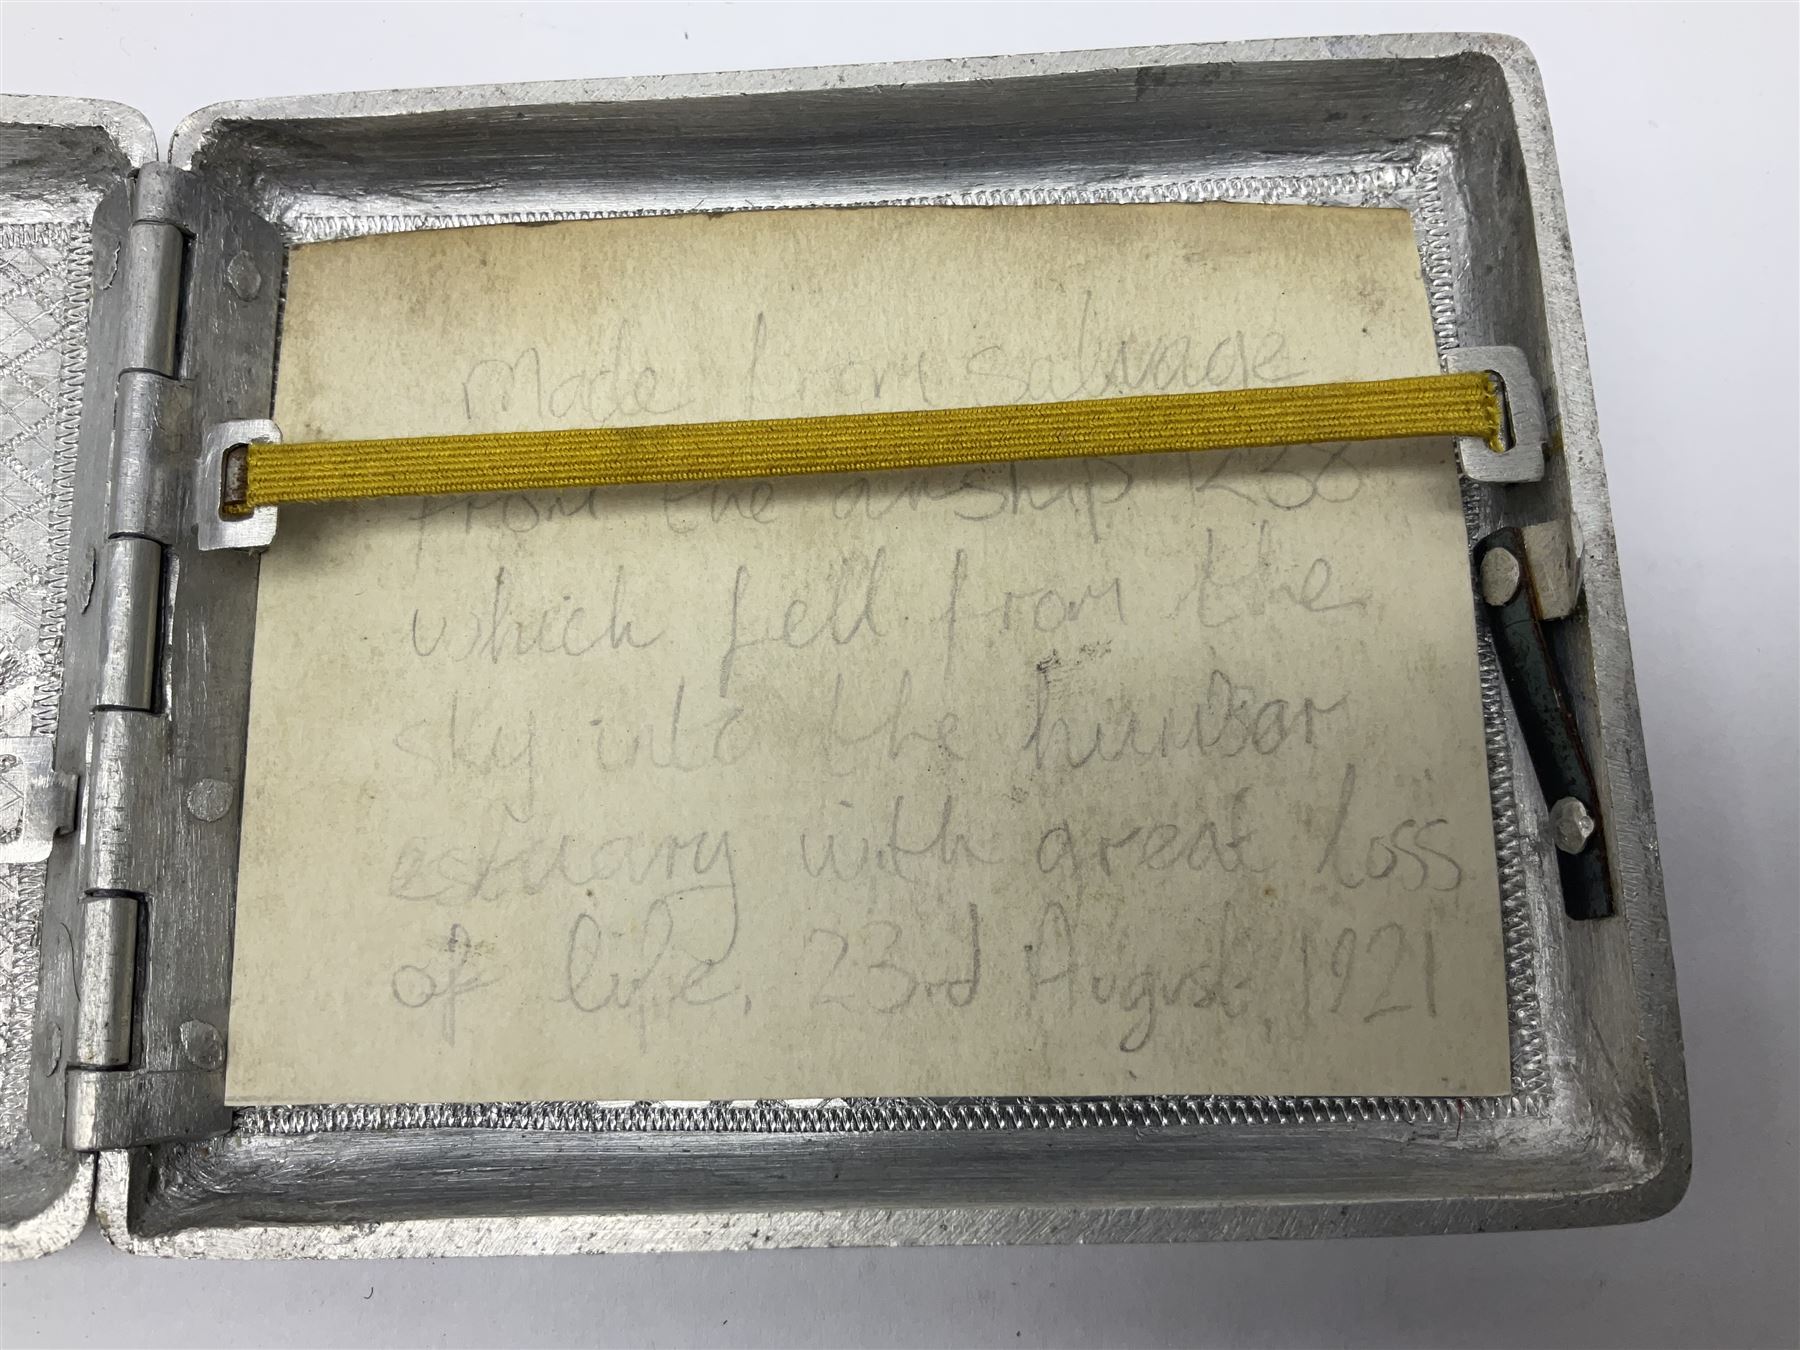 Made from salvage
from the airship R38
which fell from the
sky into the humbar
estuary with great loss
of life, 23rd August 1921